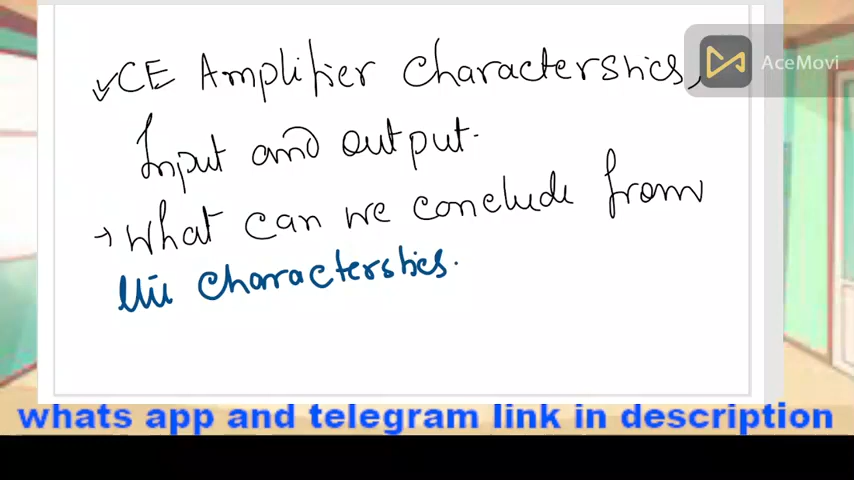 CE Amplifier characterstics,
Input and output.
→ What can we conclude from
characterstics.
AceMovi
whats app and telegram link in description